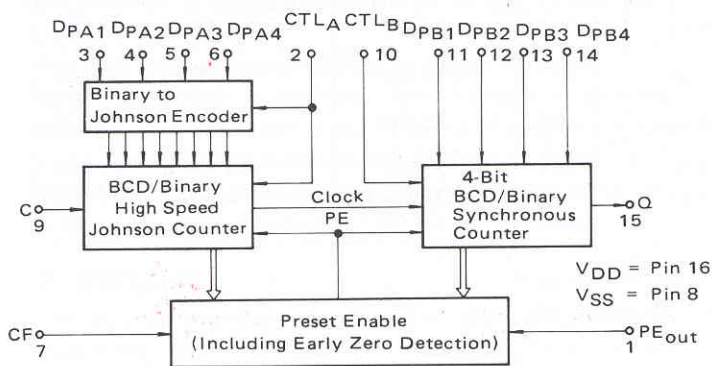 DPA1 DPA2 DPA3 DPA4 CTLA CTLB DPB1 DPB2 DPB3 DPB4
3 4 5 6 2 10 11 12 13 14
Binary to
Johnson Encoder
BCD/Binary
High Speed
Johnson Counter
C
9
Clock
PE
4-Bit
BCD/Binary
Synchronous
Counter
Q
15
VDD = Pin 16
VSS = Pin 8
CF
7
Preset Enable
(Including Early Zero Detection)
PEout
1